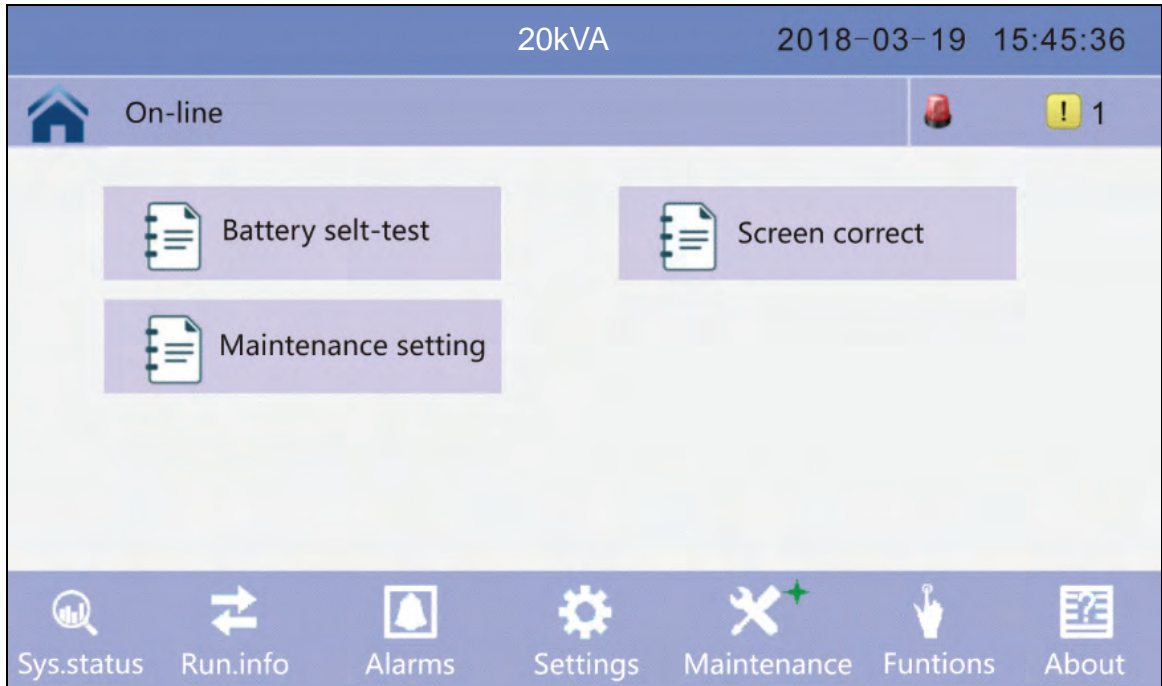 20kVA 2018-03-19 15:45:36
On-line ! 1
Battery selt-test Screen correct
Maintenance setting
Sys.status Run.info Alarms Settings Maintenance Funtions About